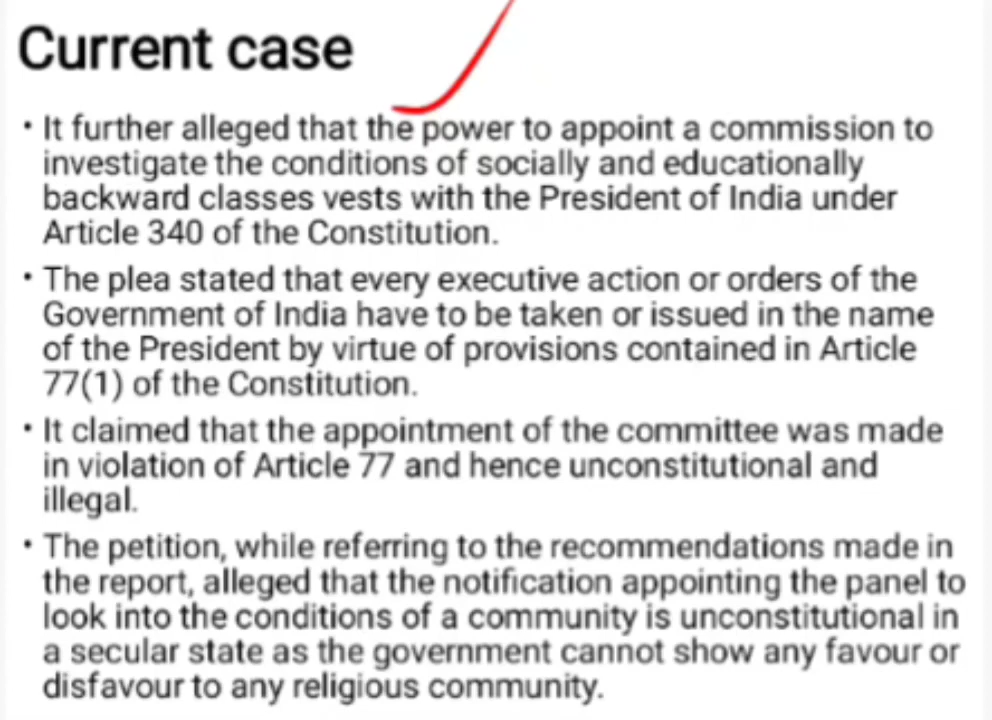 Current case
• It further alleged that the power to appoint a commission to
investigate the conditions of socially and educationally
backward classes vests with the President of India under
Article 340 of the Constitution.
• The plea stated that every executive action or orders of the
Government of India have to be taken or issued in the name
of the President by virtue of provisions contained in Article
77(1) of the Constitution.
• It claimed that the appointment of the committee was made
in violation of Article 77 and hence unconstitutional and
illegal.
• The petition, while referring to the recommendations made in
the report, alleged that the notification appointing the panel to
look into the conditions of a community is unconstitutional in
a secular state as the government cannot show any favour or
disfavour to any religious community.